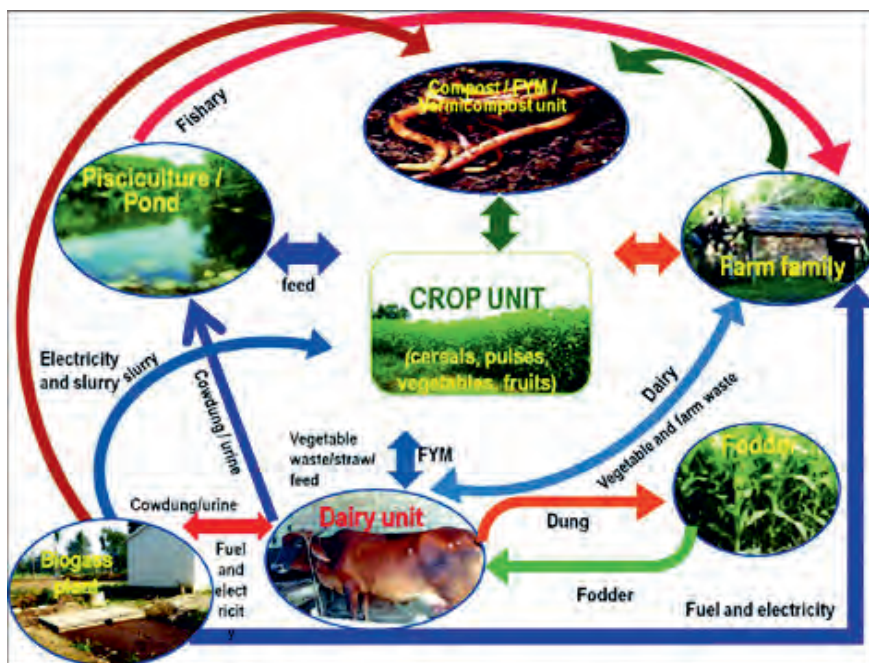 Fishary
Compost / FYM /
Vermicompost unit
Pisciculture /
Pond
Farm family
feed
CROP UNIT
(cereals, pulses,
vegetables, fruits)
Electricity
and slurry
slurry
Cowdung/ urine
Dairy
Vegetable and farm waste
Vegetable
waste/straw/
feed
FYM
Fodder
Cowdung/urine
Dairy unit
Dung
Biogass
plant
Fuel
and
elect
ricit
y
Fodder
Fuel and electricity